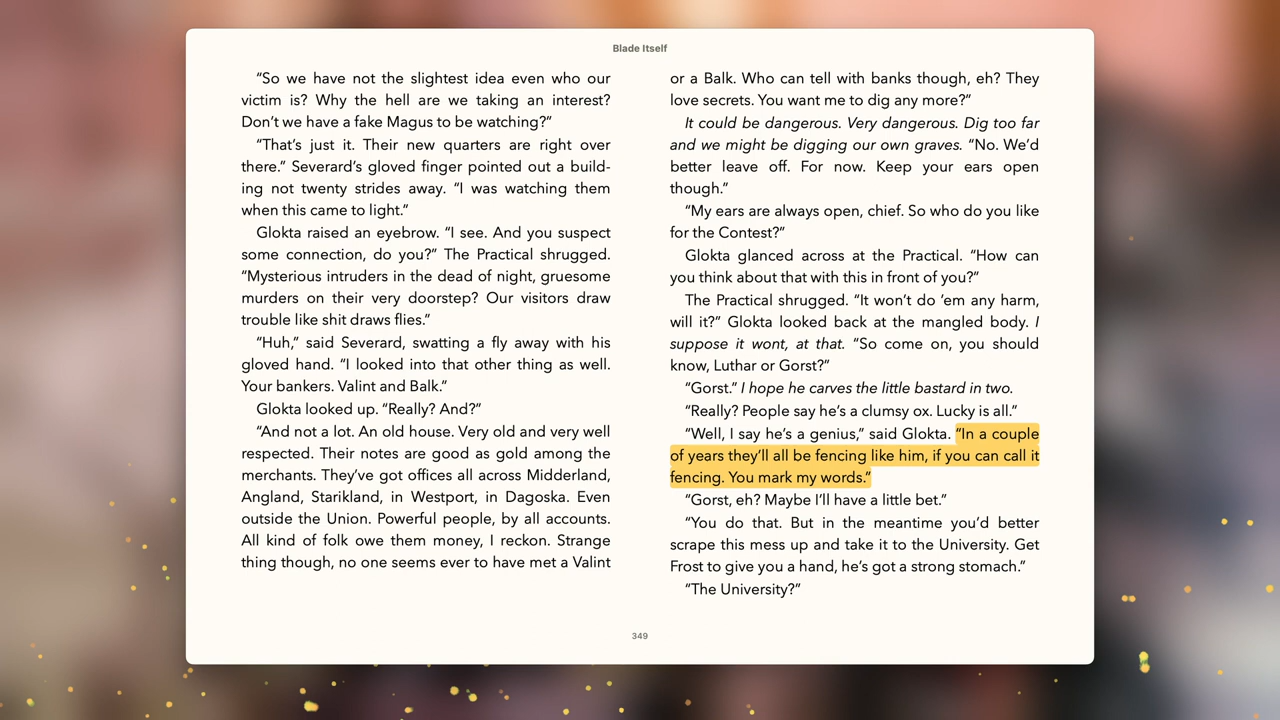 Blade Itself
“So we have not the slightest idea even who our
victim is? Why the hell are we taking an interest?
Don’t we have a fake Magus to be watching?”
“That’s just it. Their new quarters are right over
there.” Severard’s gloved finger pointed out a build-
ing not twenty strides away. “I was watching them
when this came to light.”
Glokta raised an eyebrow. “I see. And you suspect
some connection, do you?” The Practical shrugged.
“Mysterious intruders in the dead of night, gruesome
murders on their very doorstep? Our visitors draw
trouble like shit draws flies.”
“Huh,” said Severard, swatting a fly away with his
gloved hand. “I looked into that other thing as well.
Your bankers. Valint and Balk.”
Glokta looked up. “Really? And?”
“And not a lot. An old house. Very old and very well
respected. Their notes are good as gold among the
merchants. They’ve got offices all across Midderland,
Angland, Starikland, in Westport, in Dagoska. Even
outside the Union. Powerful people, by all accounts.
All kind of folk owe them money, I reckon. Strange
thing though, no one seems ever to have met a Valint
or a Balk. Who can tell with banks though, eh? They
love secrets. You want me to dig any more?”
It could be dangerous. Very dangerous. Dig too far
and we might be digging our own graves. “No. We’d
better leave off. For now. Keep your ears open
though.”
“My ears are always open, chief. So who do you like
for the Contest?”
Glokta glanced across at the Practical. “How can
you think about that with this in front of you?”
The Practical shrugged. “It won’t do ‘em any harm,
will it?” Glokta looked back at the mangled body. I
suppose it wont, at that. “So come on, you should
know, Luthar or Gorst?”
“Gorst.” I hope he carves the little bastard in two.
“Really? People say he’s a clumsy ox. Lucky is all.”
“Well, I say he’s a genius,” said Glokta. “In a couple
of years they’ll all be fencing like him, if you can call it
fencing. You mark my words.”
“Gorst, eh? Maybe I’ll have a little bet.”
“You do that. But in the meantime you’d better
scrape this mess up and take it to the University. Get
Frost to give you a hand, he’s got a strong stomach.”
“The University?”
349